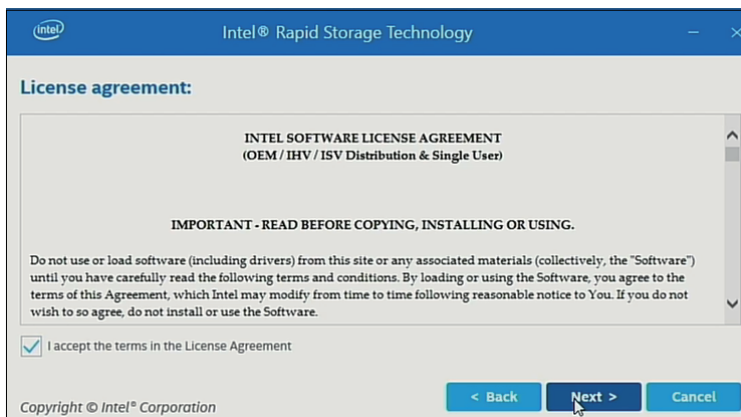 intel
Intel® Rapid Storage Technology
License agreement:
INTEL SOFTWARE LICENSE AGREEMENT
(OEM / IHV / ISV Distribution & Single User)
IMPORTANT - READ BEFORE COPYING, INSTALLING OR USING.
Do not use or load software (including drivers) from this site or any associated materials (collectively, the "Software")
until you have carefully read the following terms and conditions. By loading or using the Software, you agree to the
terms of this Agreement, which Intel may modify from time to time following reasonable notice to You. If you do not
wish to so agree, do not install or use the Software.
I accept the terms in the License Agreement
< Back
Next >
Cancel
Copyright © Intel® Corporation